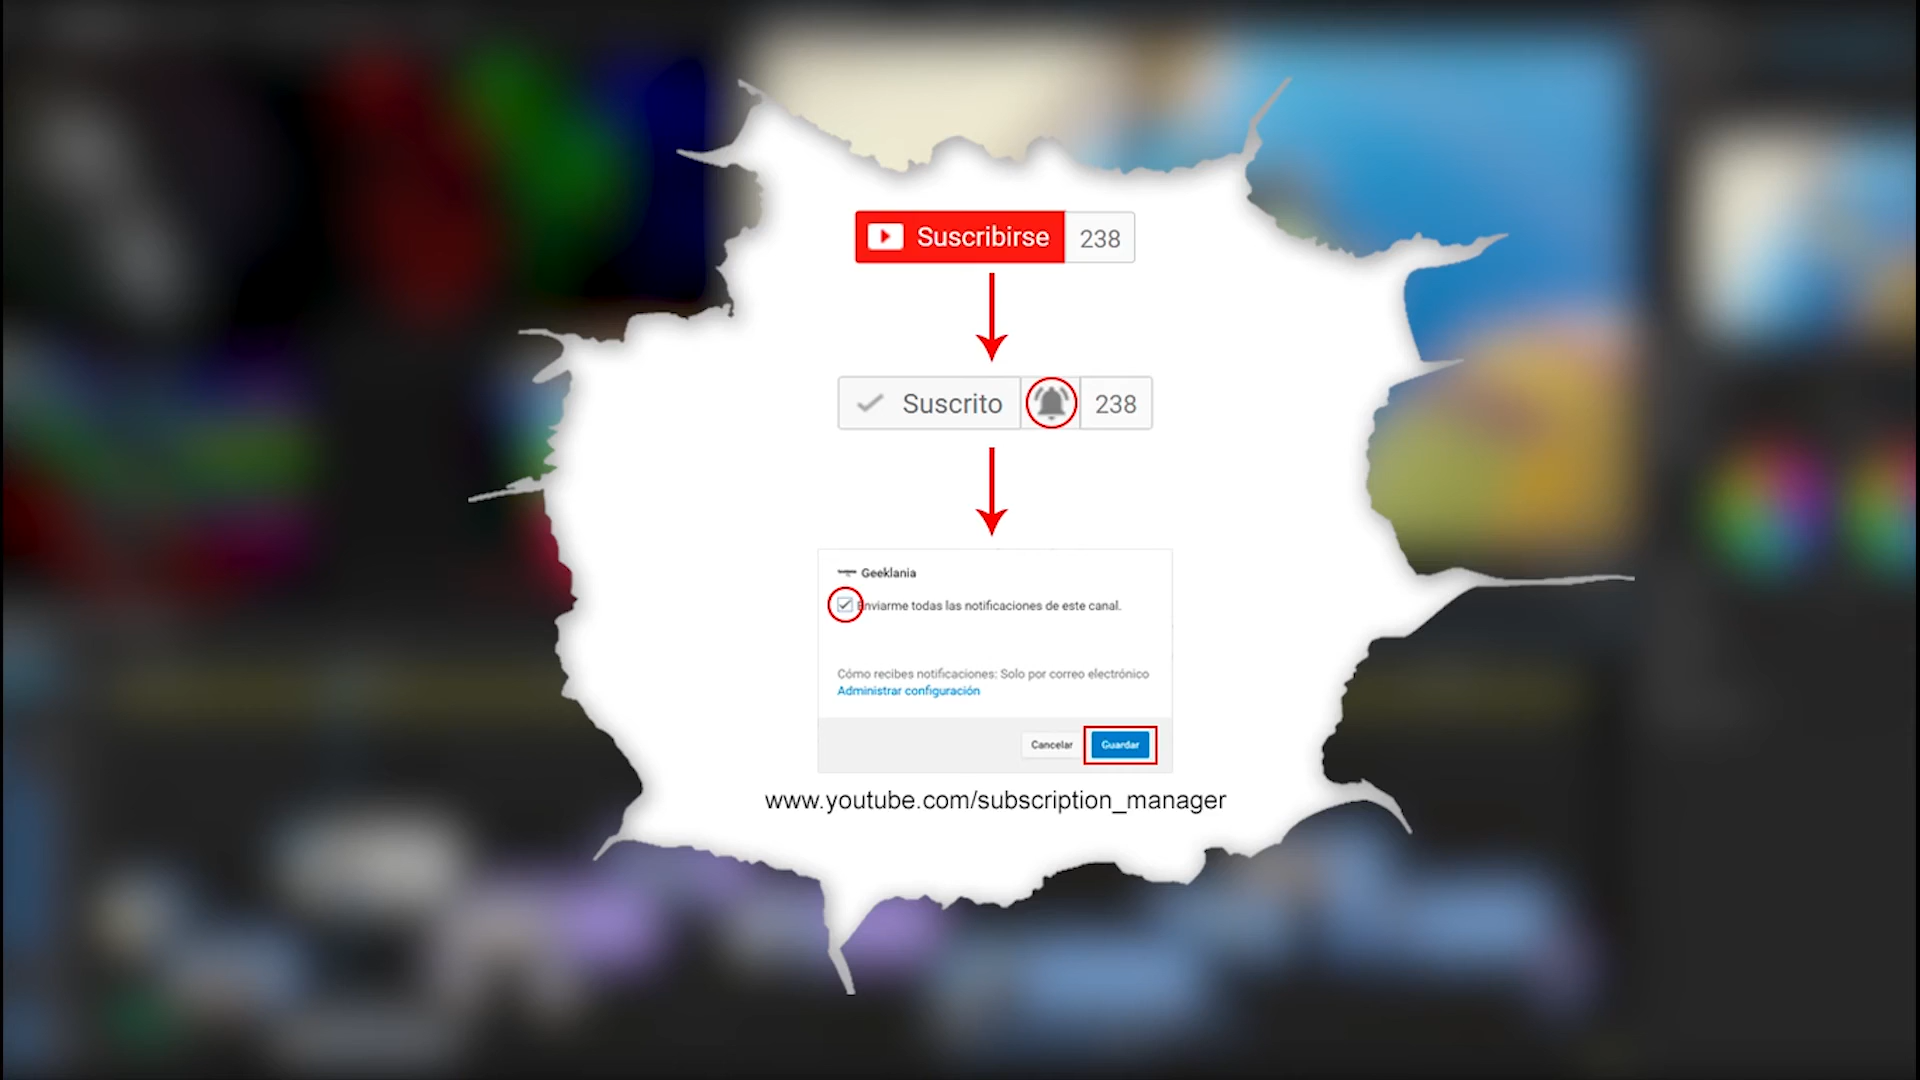 Suscribirse 238
Suscrito 238
Geeklania
Enviarme todas las notificaciones de este canal.
Cómo recibes notificaciones: Solo por correo electrónico
Administrar configuración
Cancelar Guardar
www.youtube.com/subscription_manager